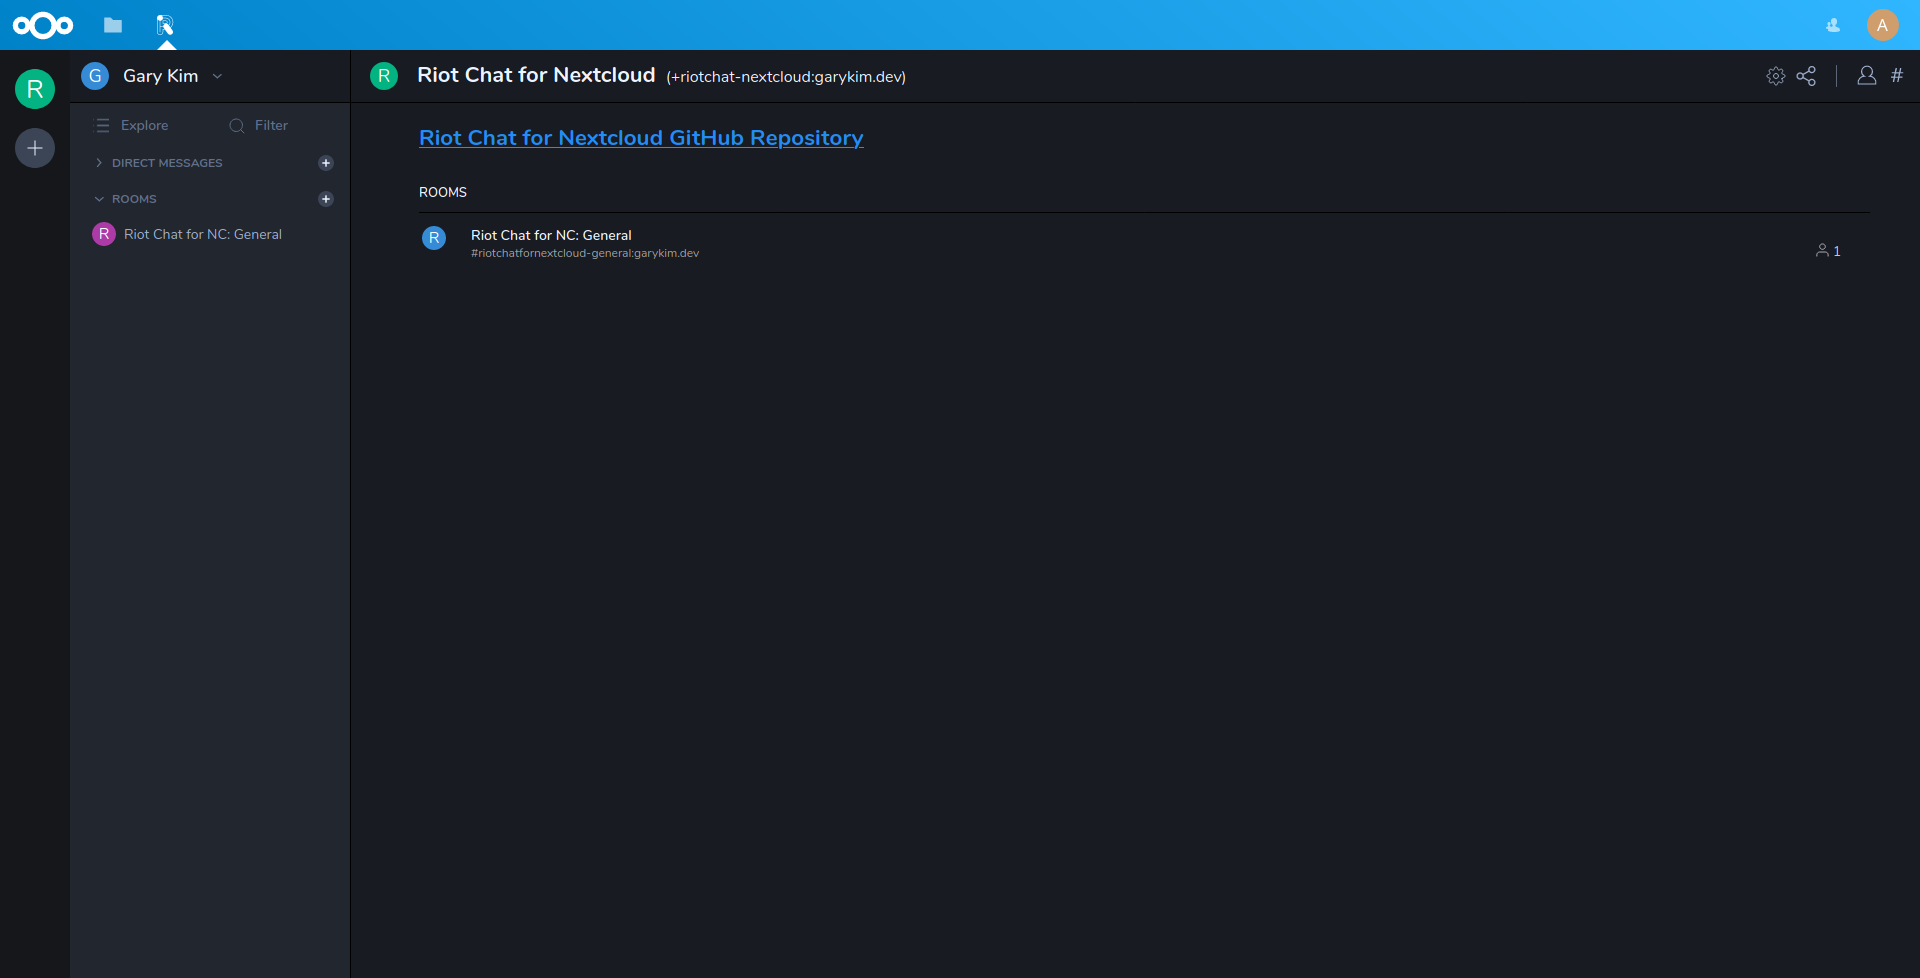 A
R
G Gary Kim
Explore Filter
DIRECT MESSAGES
ROOMS
R Riot Chat for NC: General
R Riot Chat for Nextcloud (+riotchat-nextcloud:garykim.dev) #
Riot Chat for Nextcloud GitHub Repository
ROOMS
R Riot Chat for NC: General
#riotchatfornextcloud-general:garykim.dev
1